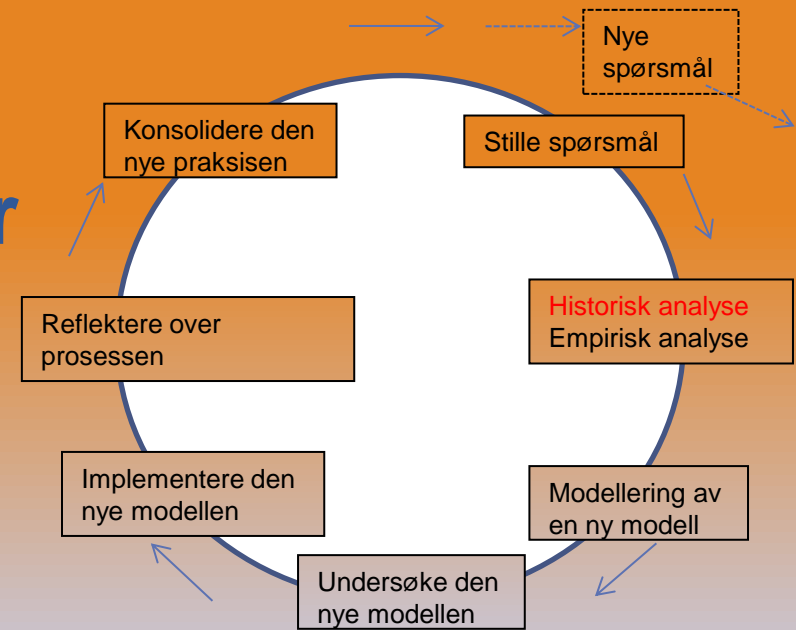 Nye
spørsmål
Konsolidere den
nye praksisen
Stille spørsmål
r
Historisk analyse
Empirisk analyse
Reflektere over
prosessen
Implementere den
nye modellen
Modellering av
en ny modell
Undersøke den
nye modellen